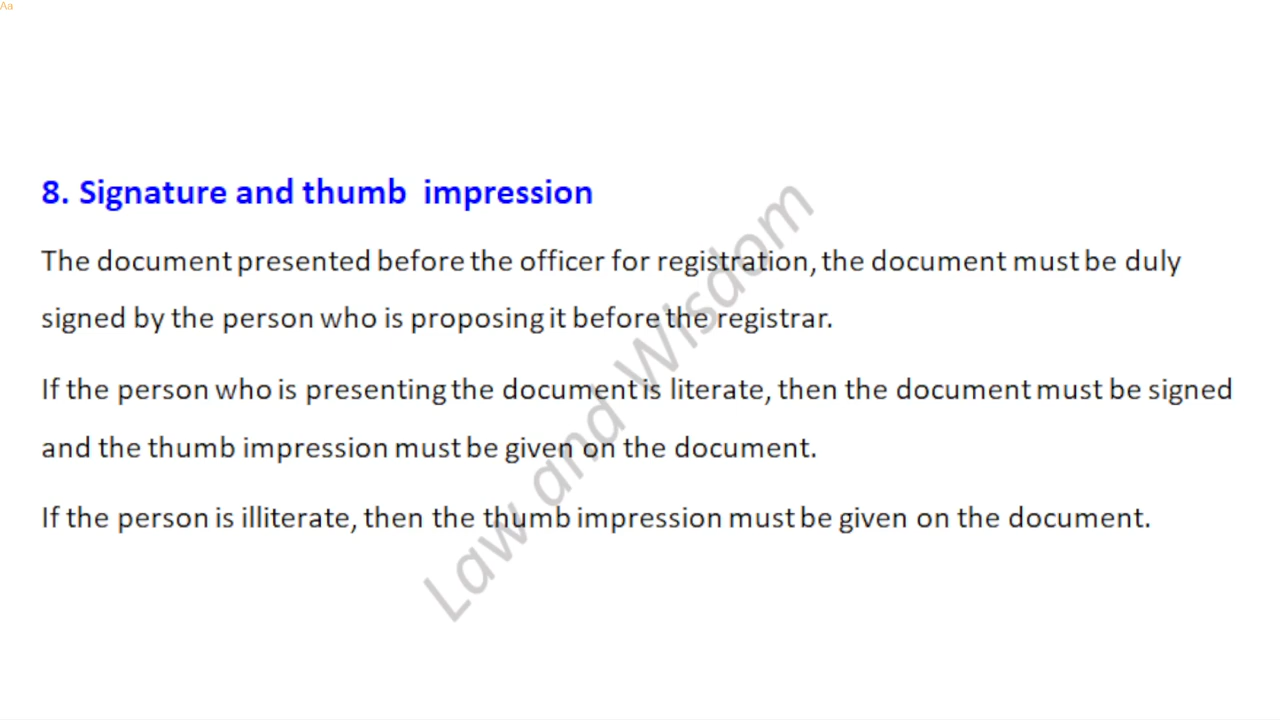 Aa
8. Signature and thumb impression
The document presented before the officer for registration, the document must be duly
signed by the person who is proposing it before the registrar.
If the person who is presenting the document is literate, then the document must be signed
and the thumb impression must be given on the document.
If the person is illiterate, then the thumb impression must be given on the document.
Law and Wisdom